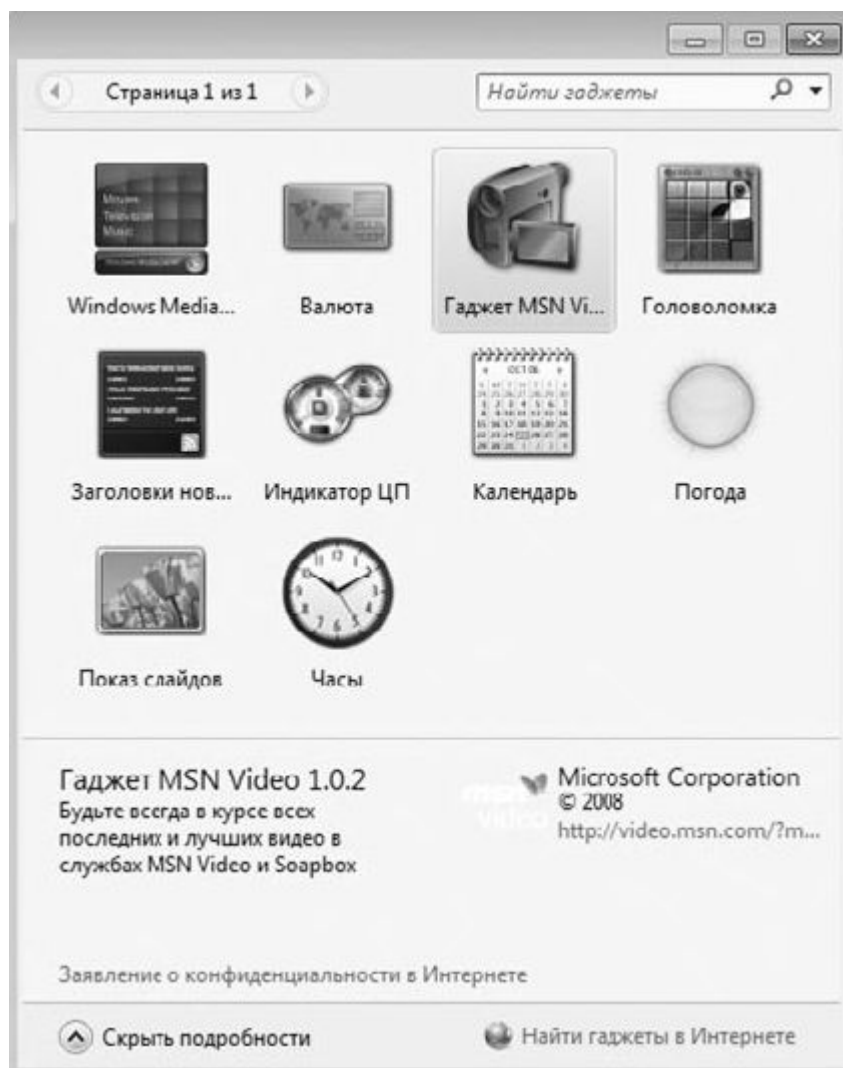 Страница 1 из 1
Найти гаджеты
Windows Media...
Валюта
Гаджет MSN Vi...
Головоломка
Заголовки нов...
Индикатор ЦП
Календарь
Погода
Показ слайдов
Часы
Гаджет MSN Video 1.0.2
Будьте всегда в курсе всех
последних и лучших видео в
службах MSN Video и Soapbox
msn
video
Microsoft Corporation
© 2008
http://video.msn.com/?m...
Заявление о конфиденциальности в Интернете
Скрыть подробности
Найти гаджеты в Интернете